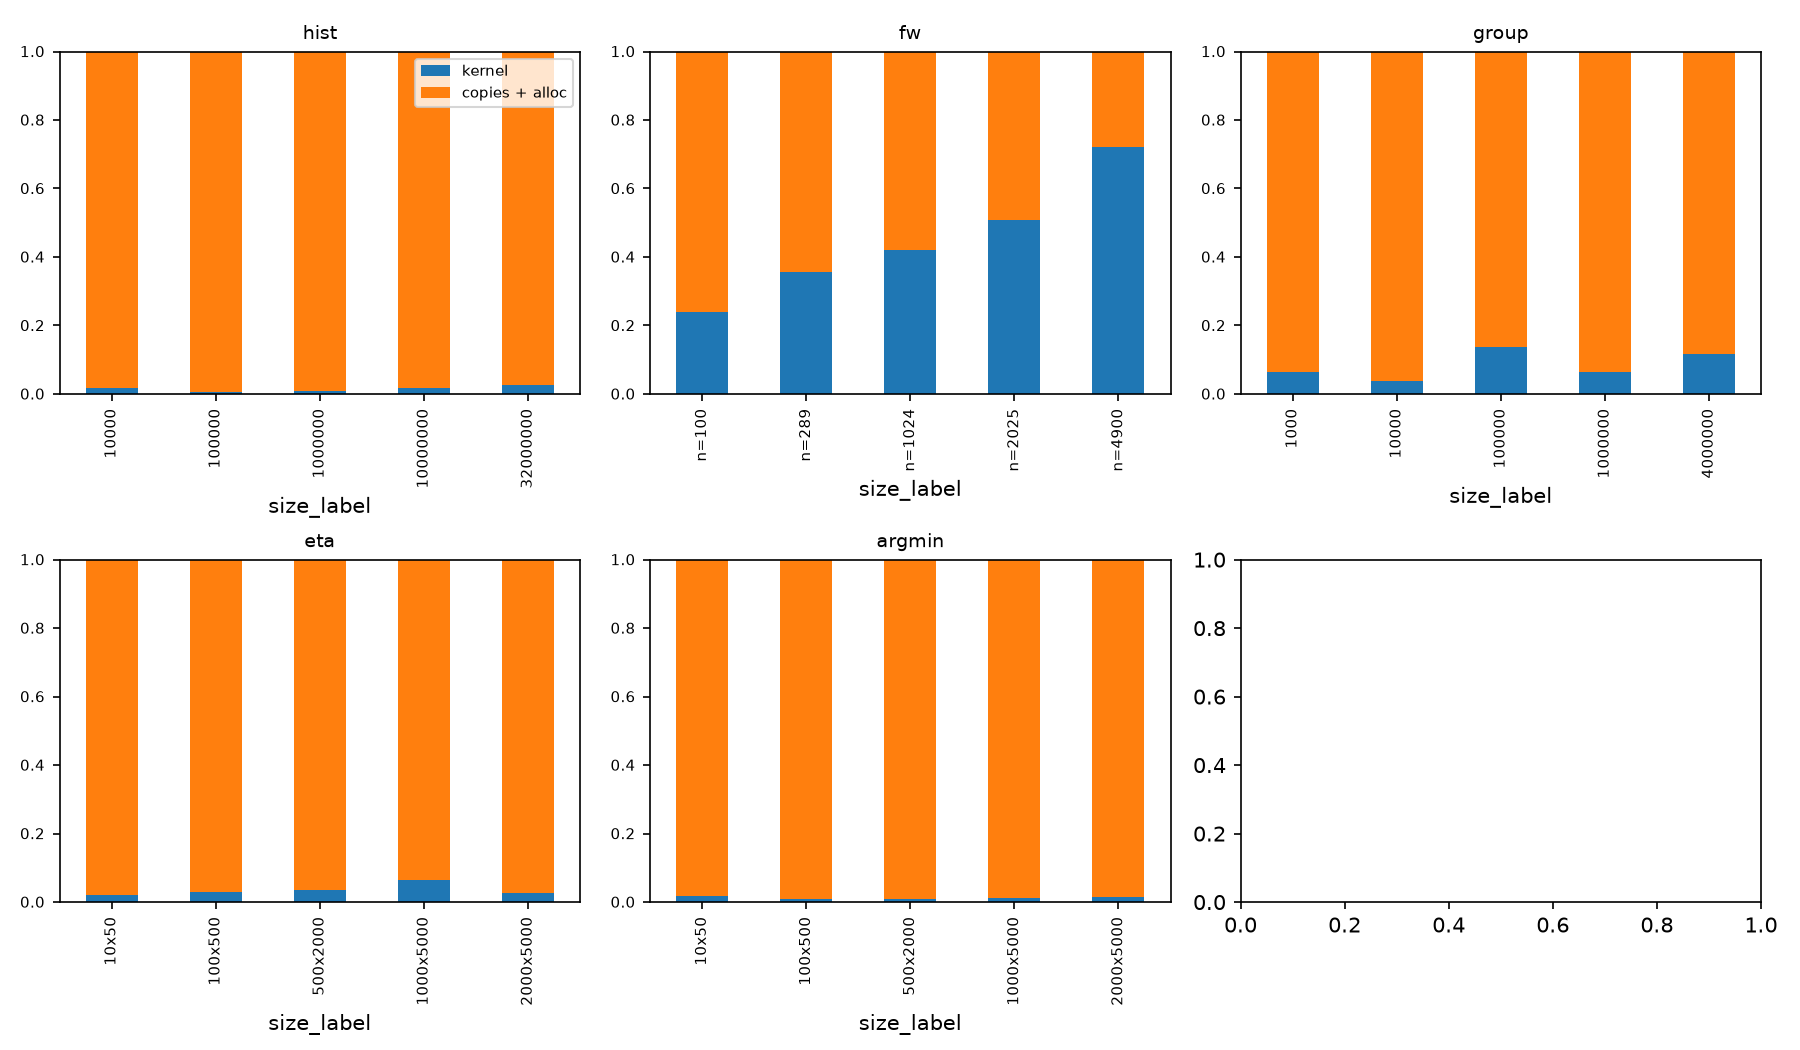 hist
1.0
0.8
0.6
0.4
0.2
0.0
kernel
copies + alloc
10000
100000
1000000
10000000
32000000
size_label
fw
1.0
0.8
0.6
0.4
0.2
0.0
n=100
n=289
n=1024
n=2025
n=4900
size_label
group
1.0
0.8
0.6
0.4
0.2
0.0
1000
10000
100000
1000000
4000000
size_label
eta
1.0
0.8
0.6
0.4
0.2
0.0
10x50
100x500
500x2000
1000x5000
2000x5000
size_label
argmin
1.0
0.8
0.6
0.4
0.2
0.0
10x50
100x500
500x2000
1000x5000
2000x5000
size_label
1.0
0.8
0.6
0.4
0.2
0.0
0.0 0.2 0.4 0.6 0.8 1.0